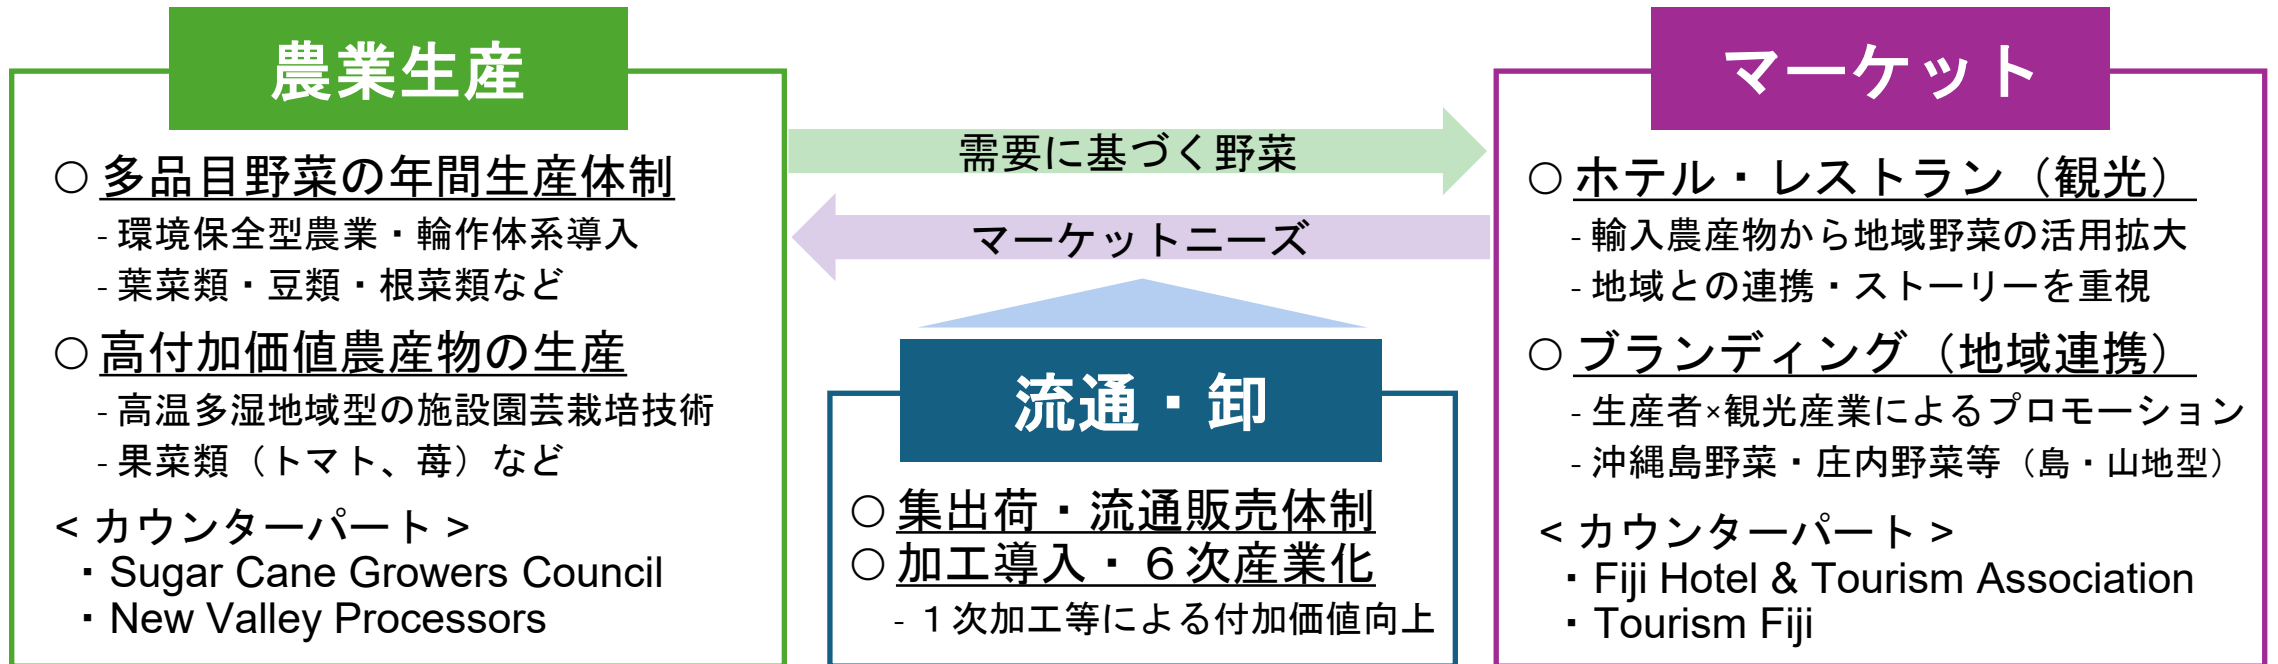 農業生産
○ 多品目野菜の年間生産体制
- 環境保全型農業・輪作体系導入
- 葉菜類・豆類・根菜類など
○ 高付加価値農産物の生産
- 高温多湿地域型の施設園芸栽培技術
- 果菜類（トマト、苺）など
< カウンターパート >
・Sugar Cane Growers Council
・New Valley Processors
需要に基づく野菜
マーケットニーズ
流通・卸
○ 集出荷・流通販売体制
○ 加工導入・６次産業化
- １次加工等による付加価値向上
マーケット
○ ホテル・レストラン（観光）
- 輸入農産物から地域野菜の活用拡大
- 地域との連携・ストーリーを重視
○ ブランディング（地域連携）
- 生産者×観光産業によるプロモーション
- 沖縄島野菜・庄内野菜等（島・山地型）
< カウンターパート >
・Fiji Hotel & Tourism Association
・Tourism Fiji